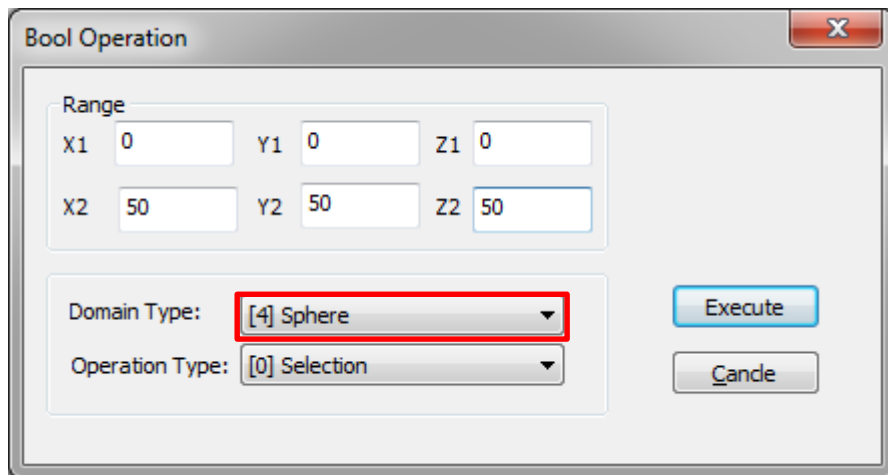 Bool Operation
Range
X1 0 Y1 0 Z1 0
X2 50 Y2 50 Z2 50
Domain Type: [4] Sphere
Execute
Operation Type: [0] Selection
Cancle